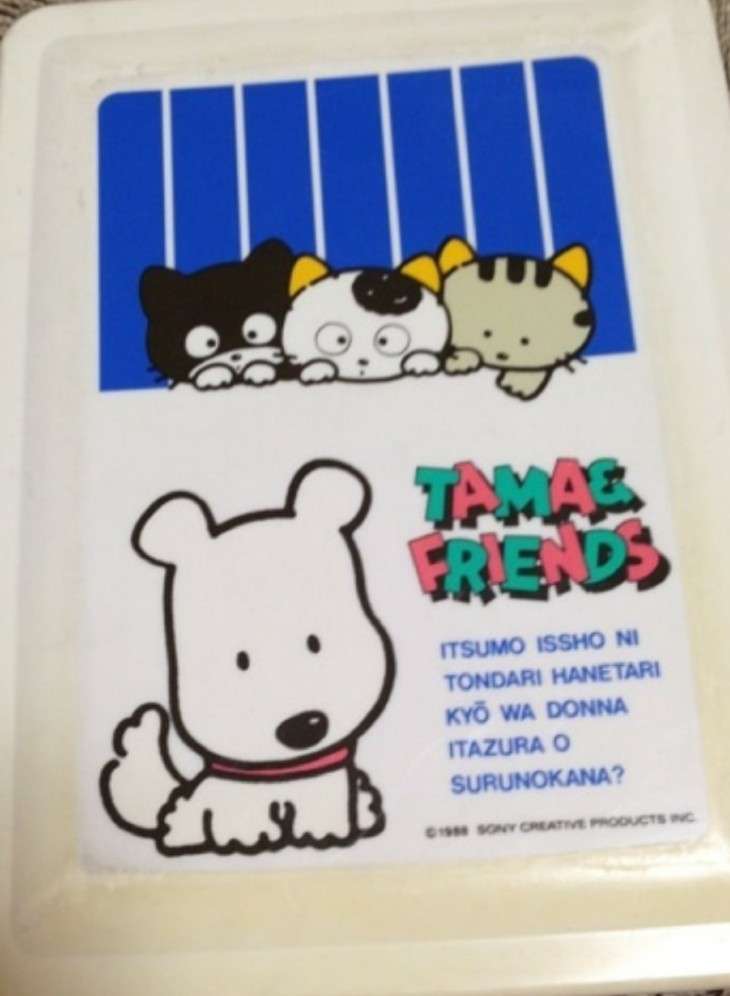 TAMA&
FRIENDS
ITSUMO ISSHO NI
TONDARI HANETARI
KYŌ WA DONNA
ITAZURA O
SURUNOKANA?
©1988 SONY CREATIVE PRODUCTS INC.